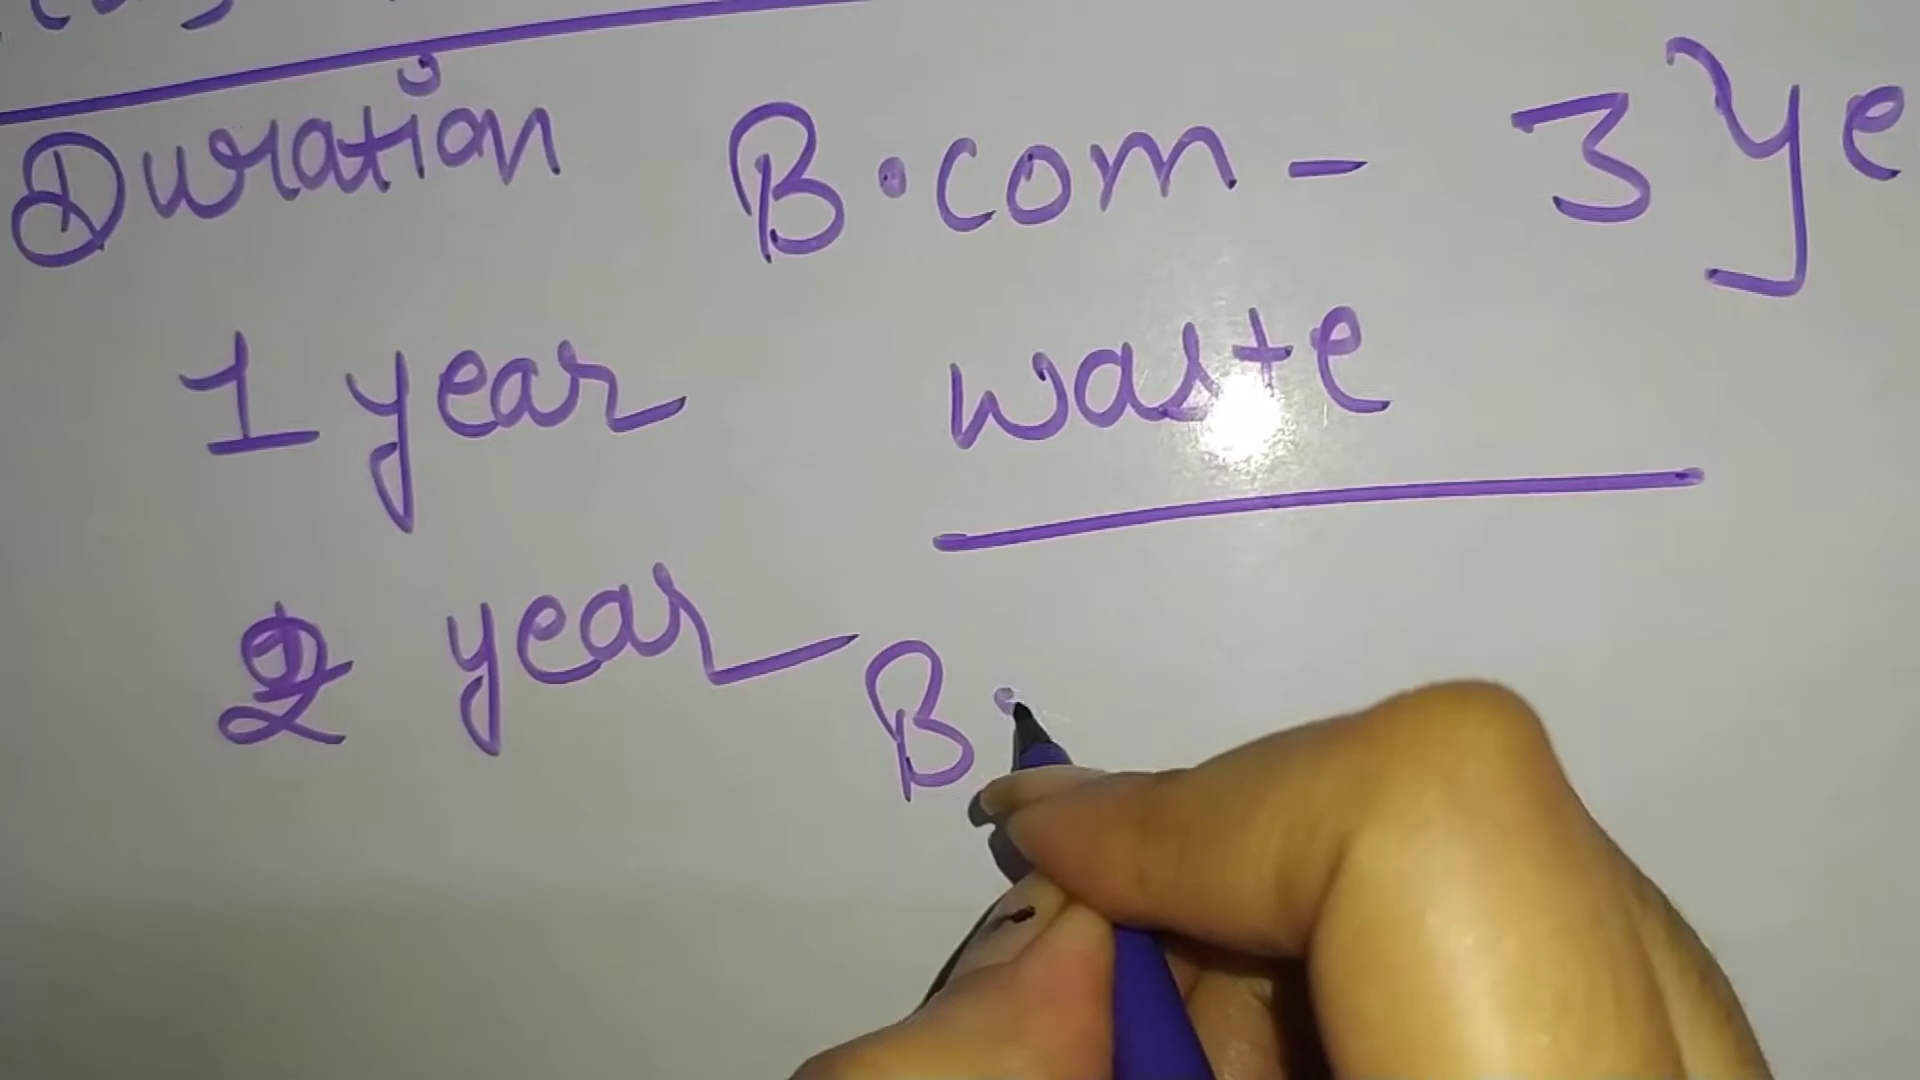 Duration B.com - 3 Ye
1 year waste
2 year B.